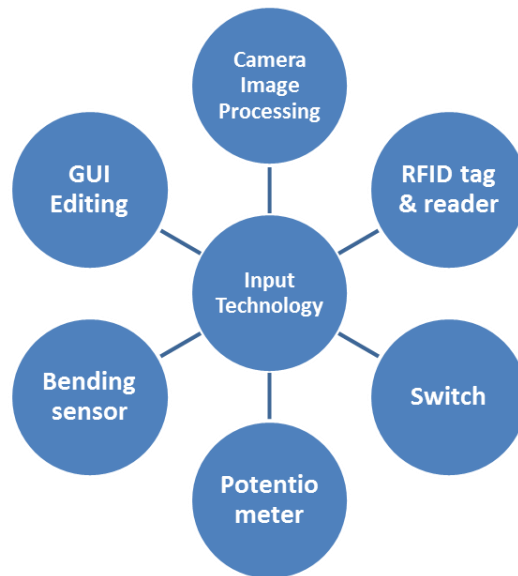 Camera
Image
Processing
GUI
Editing
RFID tag
& reader
Input
Technology
Bending
sensor
Switch
Potentio
meter